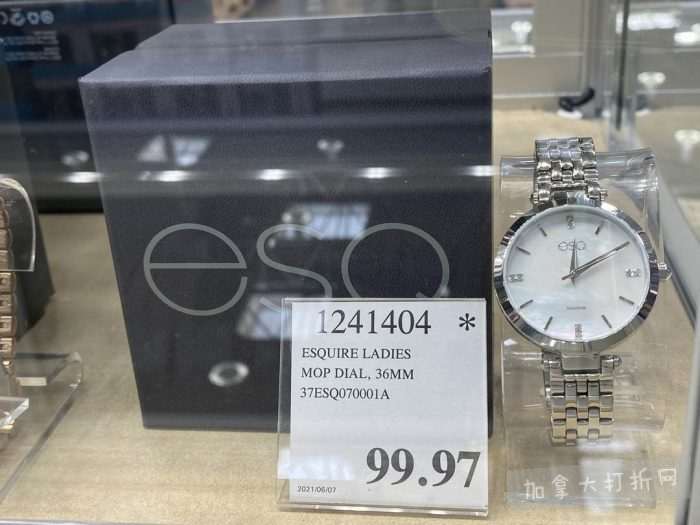 esq
1241404 *
ESQUIRE LADIES
MOP DIAL, 36MM
37ESQ070001A
99.97
2021/06/07
esq
加拿大打折网